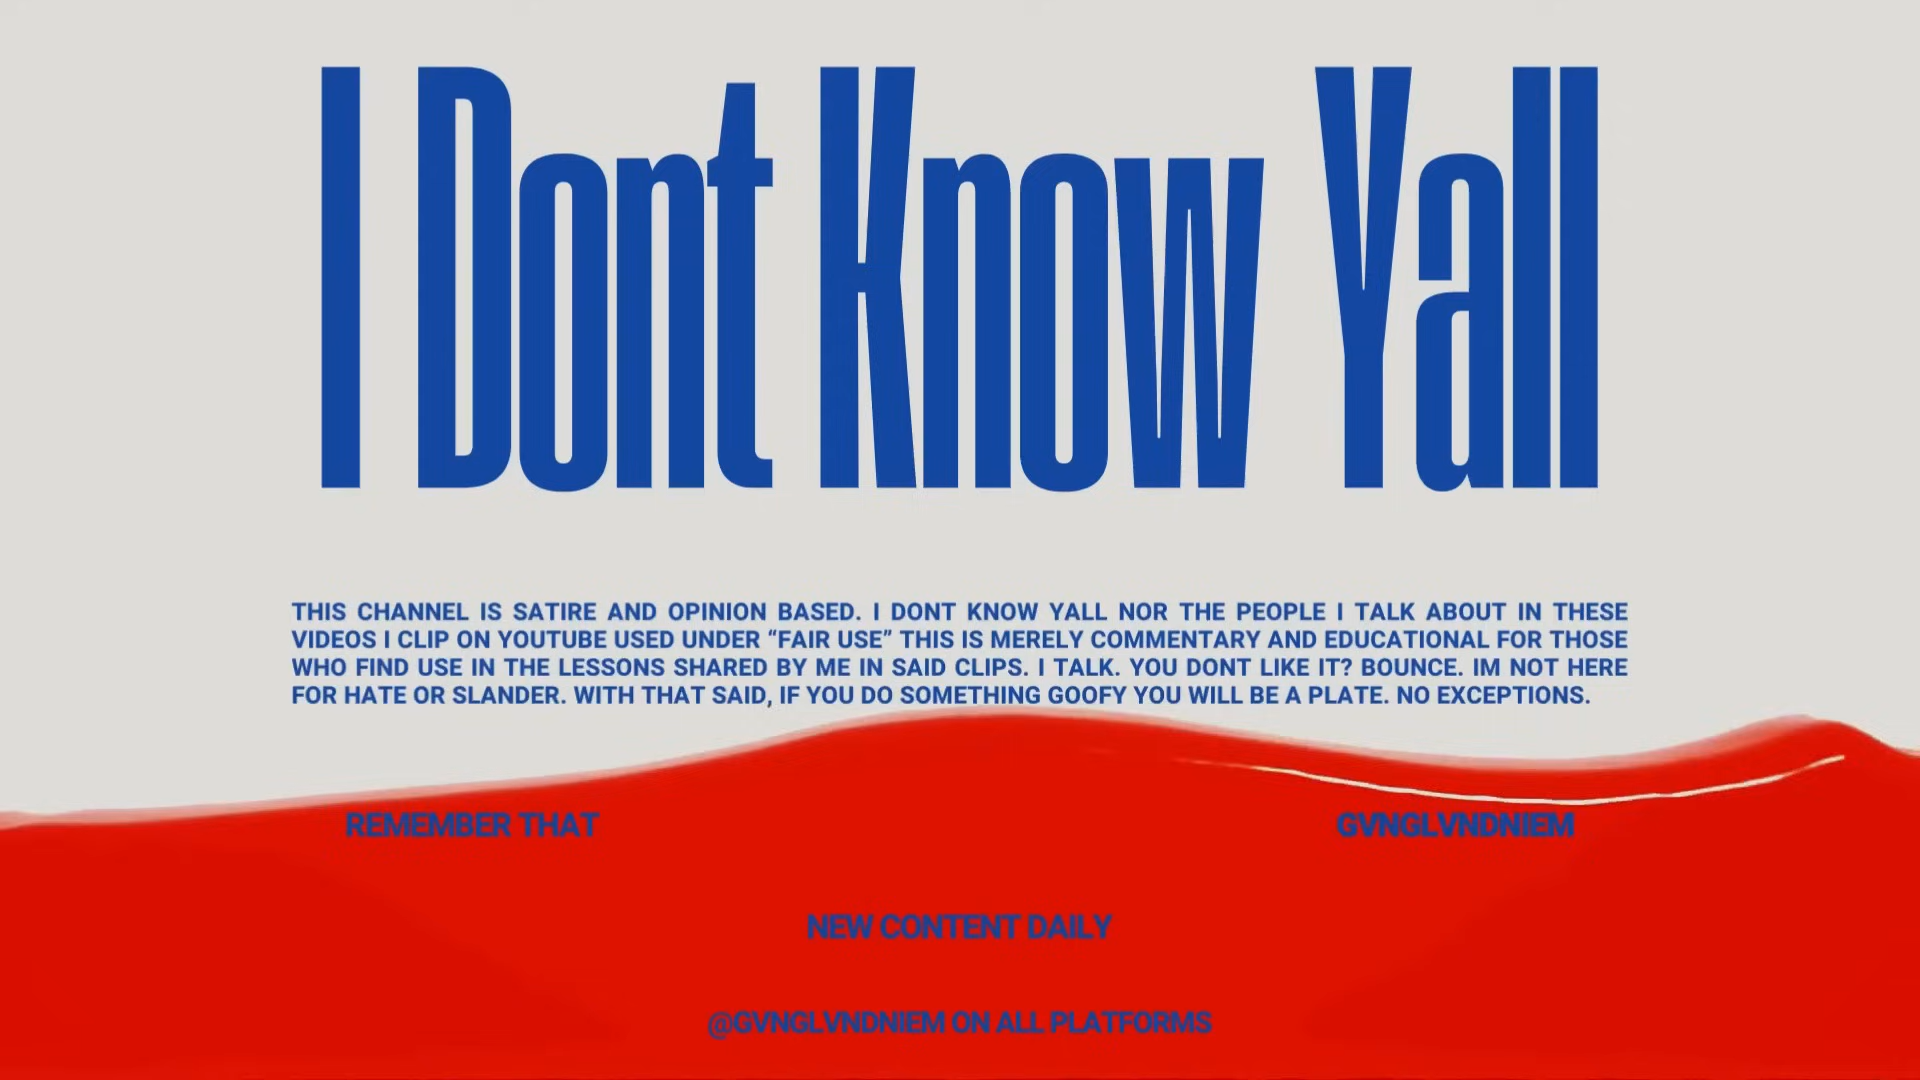 I Dont Know Yall
THIS CHANNEL IS SATIRE AND OPINION BASED. I DONT KNOW YALL NOR THE PEOPLE I TALK ABOUT IN THESE
VIDEOS I CLIP ON YOUTUBE USED UNDER “FAIR USE” THIS IS MERELY COMMENTARY AND EDUCATIONAL FOR THOSE
WHO FIND USE IN THE LESSONS SHARED BY ME IN SAID CLIPS. I TALK. YOU DONT LIKE IT? BOUNCE. IM NOT HERE
FOR HATE OR SLANDER. WITH THAT SAID, IF YOU DO SOMETHING GOOFY YOU WILL BE A PLATE. NO EXCEPTIONS.
REMEMBER THAT
GVNGLVNDNIEM
NEW CONTENT DAILY
@GVNGLVNDNIEM ON ALL PLATFORMS